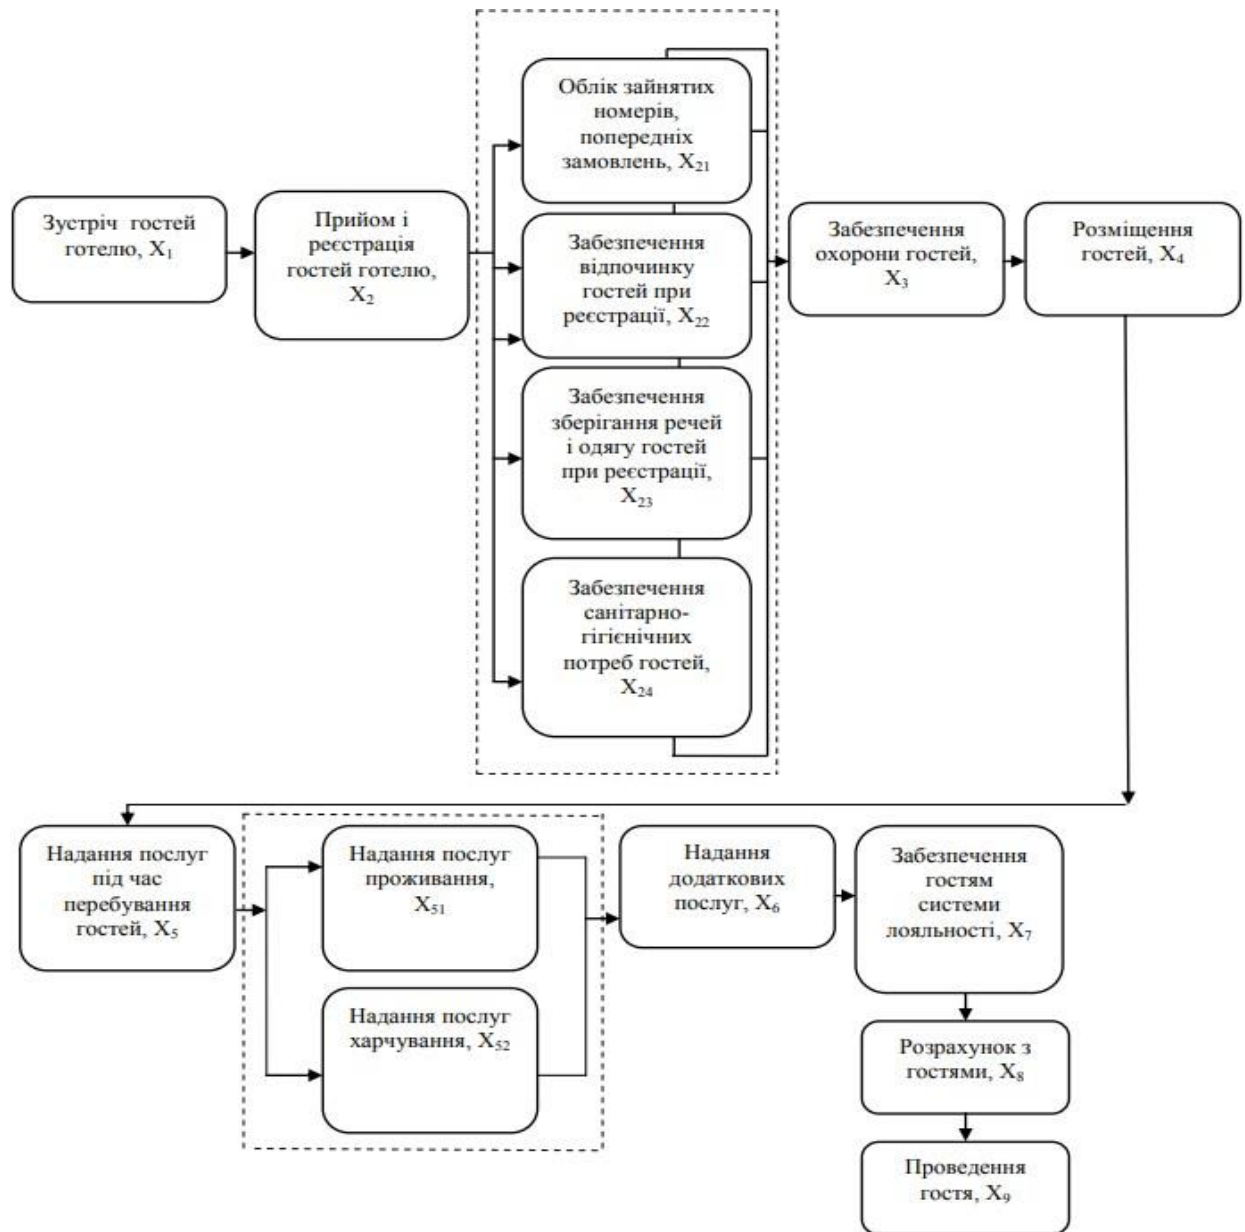 Зустріч гостей
готелю, X₁
Прийом і
реєстрація
гостей готелю,
X₂
Облік зайнятих
номерів,
попередніх
замовлень, X₂₁
Забезпечення
відпочинку
гостей при
реєстрації, X₂₂
Забезпечення
зберігання речей
і одягу гостей
при реєстрації,
X₂₃
Забезпечення
санітарно-
гігієнічних
потреб гостей,
X₂₄
Забезпечення
охорони гостей,
X₃
Розміщення
гостей, X₄
Надання послуг
під час
перебування
гостей, X₅
Надання послуг
проживання,
X₅₁
Надання послуг
харчування, X₅₂
Надання
додаткових
послуг, X₆
Забезпечення
гостям
системи
лояльності, X₇
Розрахунок з
гостями, X₈
Проведення
гостя, X₉